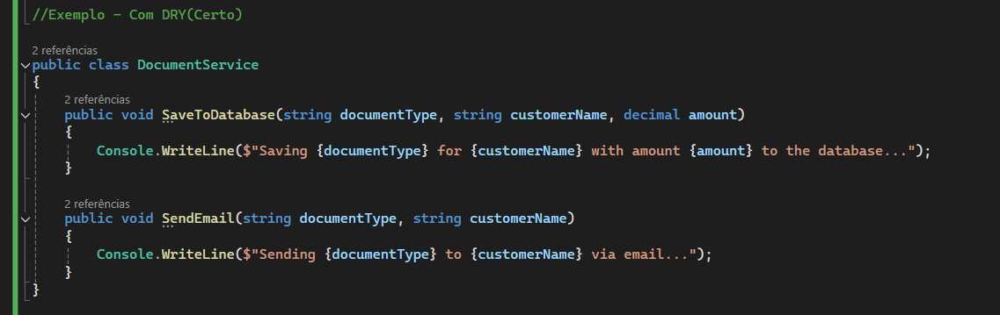 //Exemplo - Com DRY(Certo)
2 referências
public class DocumentService
{
2 referências
public void SaveToDatabase(string documentType, string customerName, decimal amount)
{
Console.WriteLine($"Saving {documentType} for {customerName} with amount {amount} to the database...");
}
2 referências
public void SendEmail(string documentType, string customerName)
{
Console.WriteLine($"Sending {documentType} to {customerName} via email...");
}
}